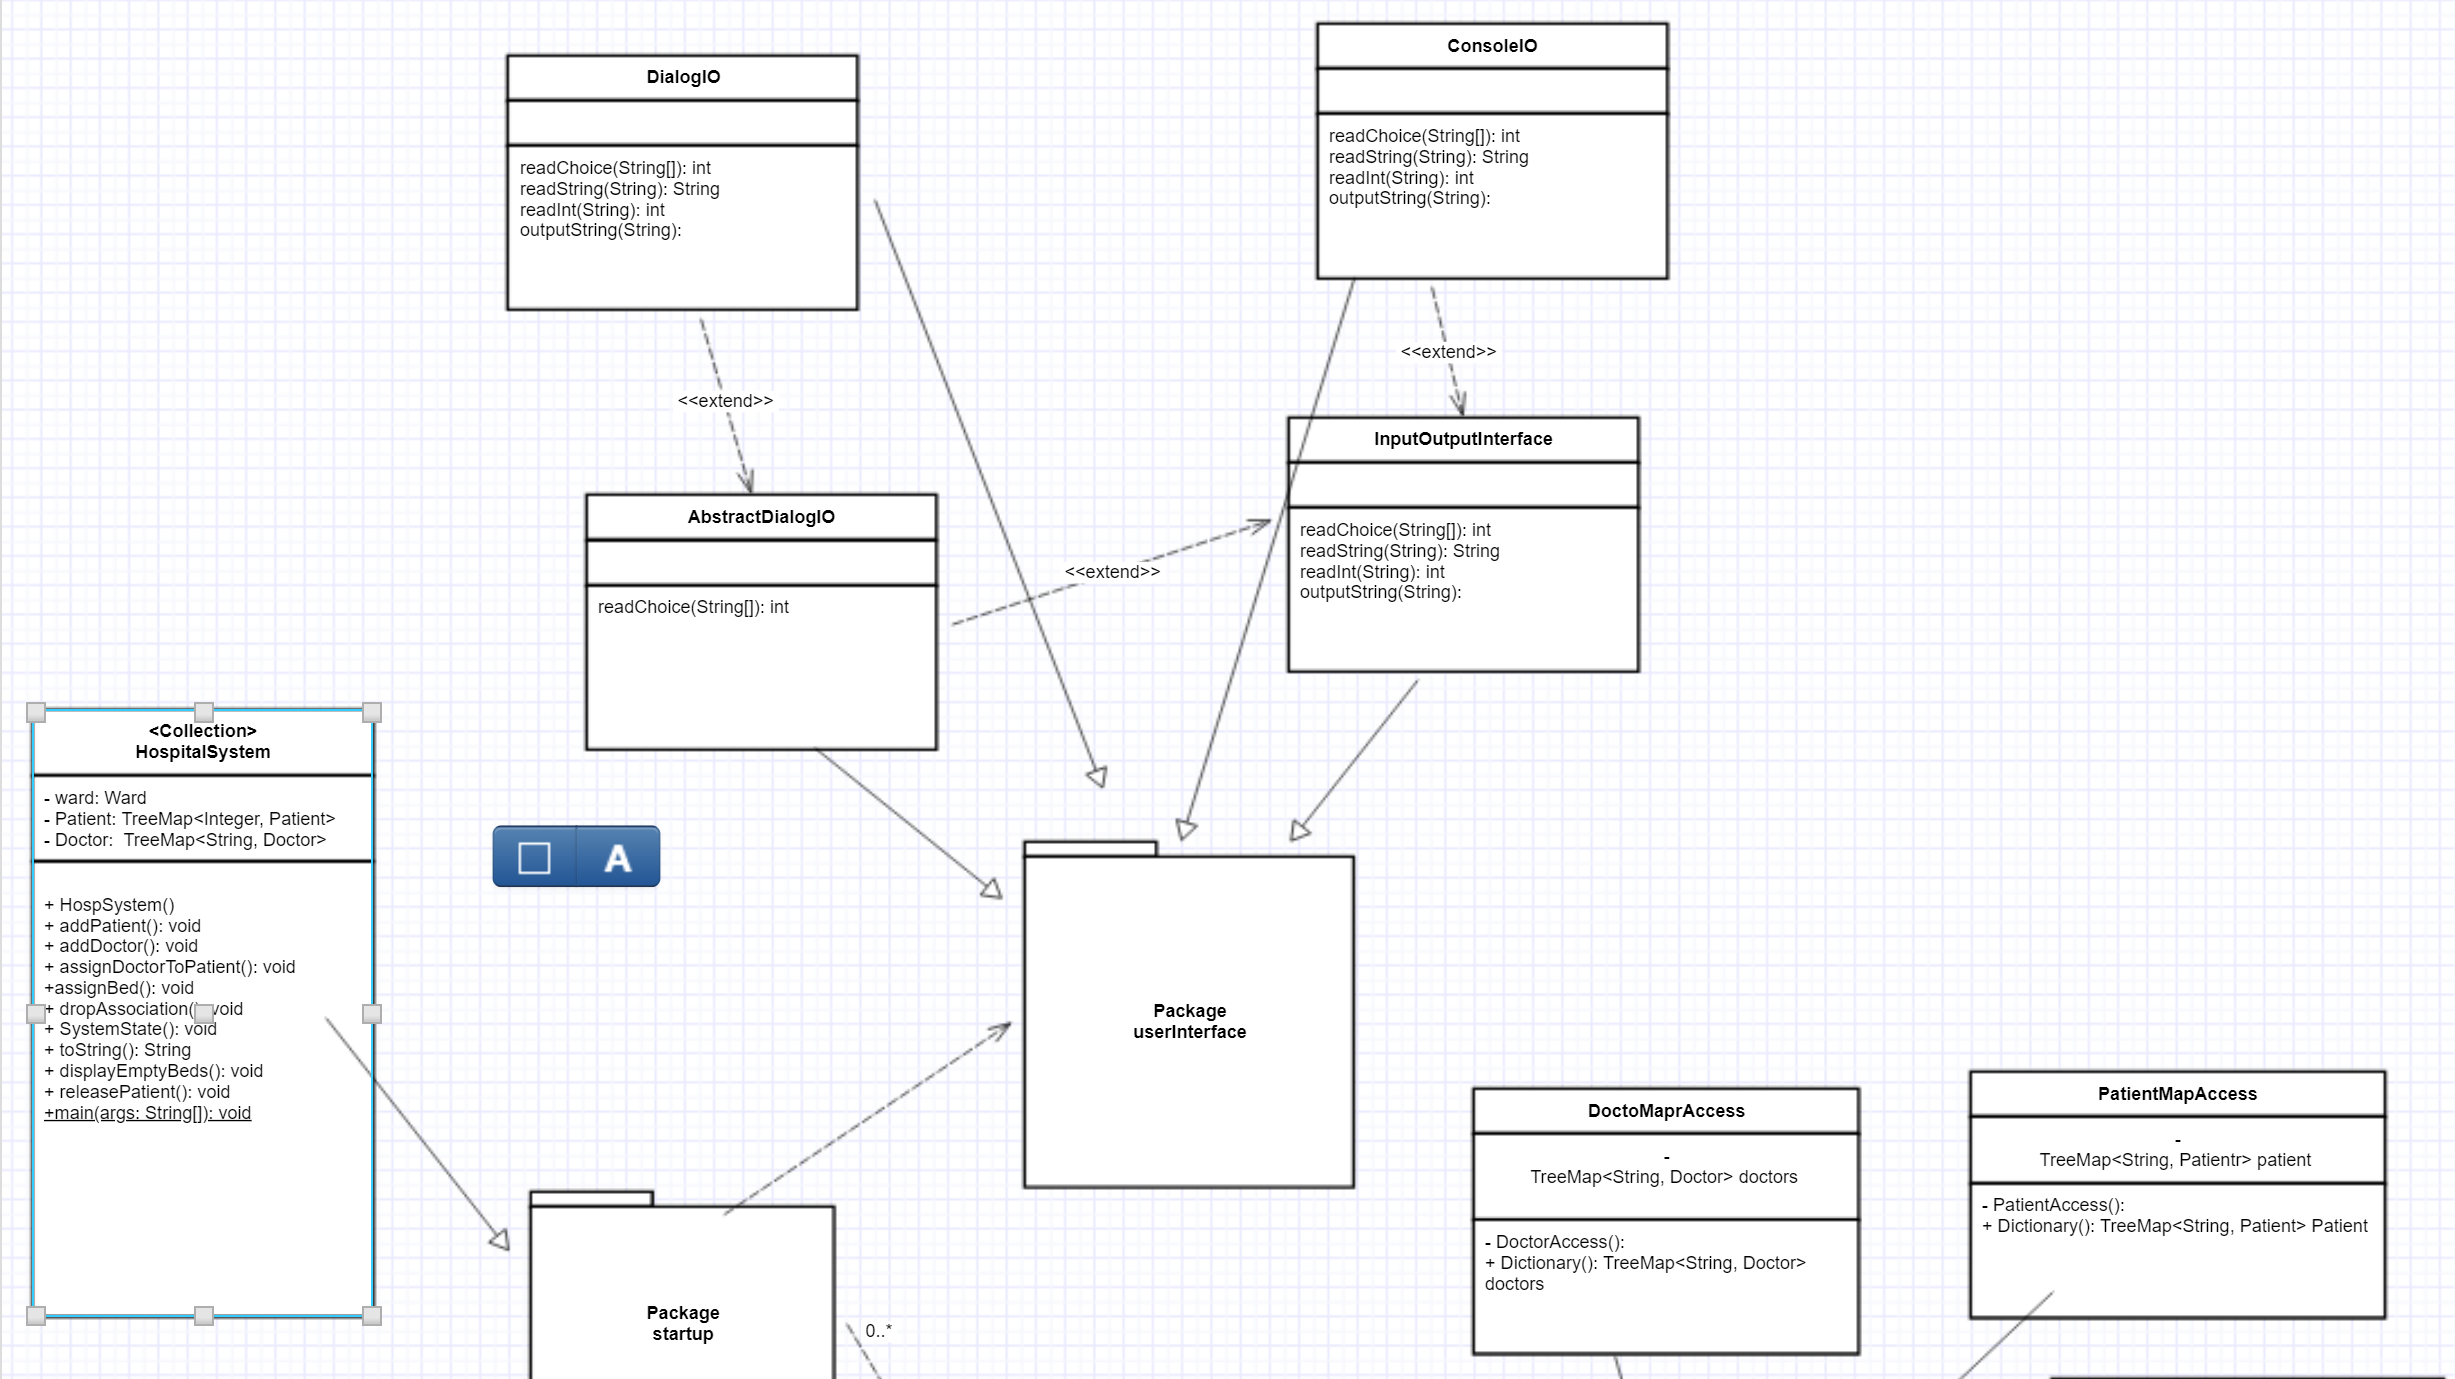 DialogIO
readChoice(String[]): int
readString(String): String
readInt(String): int
outputString(String):
ConsoleIO
readChoice(String[]): int
readString(String): String
readInt(String): int
outputString(String):
<<extend>>
<<extend>>
InputOutputInterface
readChoice(String[]): int
readString(String): String
readInt(String): int
outputString(String):
AbstractDialogIO
readChoice(String[]): int
<<extend>>
<Collection>
HospitalSystem
- ward: Ward
- Patient: TreeMap<Integer, Patient>
- Doctor: TreeMap<String, Doctor>
+ HospSystem()
+ addPatient(): void
+ addDoctor(): void
+ assignDoctorToPatient(): void
+assignBed(): void
+ dropAssociation(): void
+ SystemState(): void
+ toString(): String
+ displayEmptyBeds(): void
+ releasePatient(): void
+main(args: String[]): void
A
Package
userInterface
Package
startup
0..*
DoctoMaprAccess
-
TreeMap<String, Doctor> doctors
- DoctorAccess():
+ Dictionary(): TreeMap<String, Doctor>
doctors
PatientMapAccess
-
TreeMap<String, Patientr> patient
- PatientAccess():
+ Dictionary(): TreeMap<String, Patient> Patient